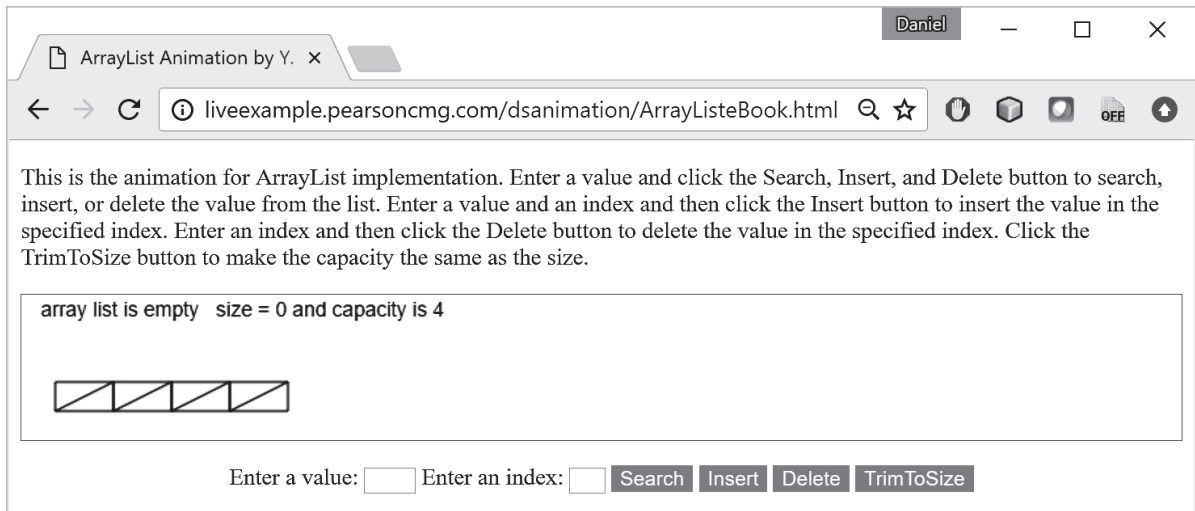 Daniel
ArrayList Animation by Y.
liveexample.pearsoncmg.com/dsanimation/ArrayListeBook.html
OFF
This is the animation for ArrayList implementation. Enter a value and click the Search, Insert, and Delete button to search,
insert, or delete the value from the list. Enter a value and an index and then click the Insert button to insert the value in the
specified index. Enter an index and then click the Delete button to delete the value in the specified index. Click the
TrimToSize button to make the capacity the same as the size.
array list is empty size = 0 and capacity is 4
Enter a value: Enter an index: Search Insert Delete TrimToSize